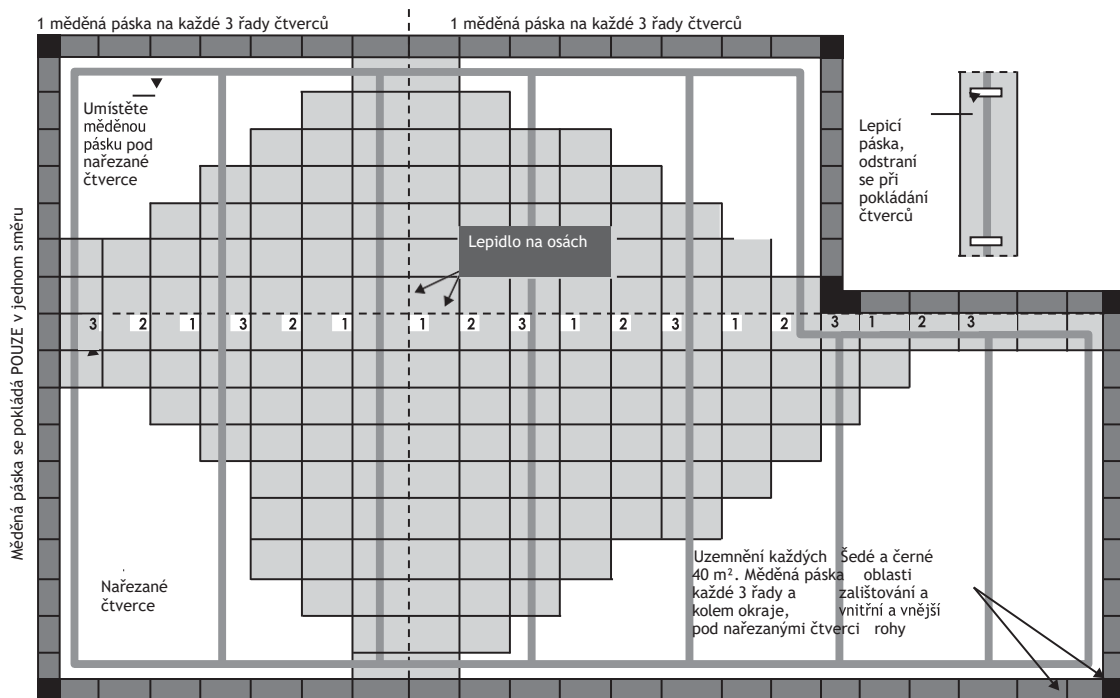 1 měděná páska na každé 3 řady čtverců
1 měděná páska na každé 3 řady čtverců
Umístěte
měděnou
pásku pod
nařezané
čtverce
Lepicí
páska,
odstraní
se při
pokládání
čtverců
Měděná páska se pokládá POUZE v jednom směru
Lepidlo na osách
3 2 1 3 2 1 1 2 3 1 2 3 1 2 3 1 2 3
Nařezané
čtverce
Uzemnění každých
40 m². Měděná páska
každé 3 řady a
kolem okraje,
pod nařezanými čtverci
Šedé a černé
oblasti
zalištování a
vnitřní a vnější
rohy